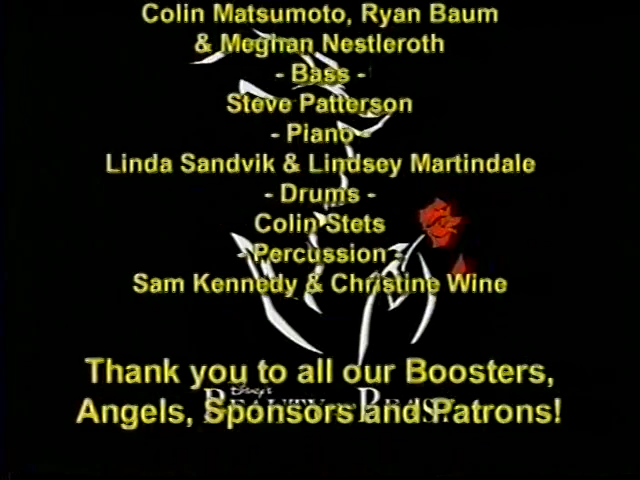 Colin Matsumoto, Ryan Baum
& Meghan Nestleroth
- Bass -
Steve Patterson
- Piano -
Linda Sandvik & Lindsey Martindale
- Drums -
Colin Stets
- Percussion -
Sam Kennedy & Christine Wine
Thank you to all our Boosters,
Disney's
Angels, Sponsors and Patrons!